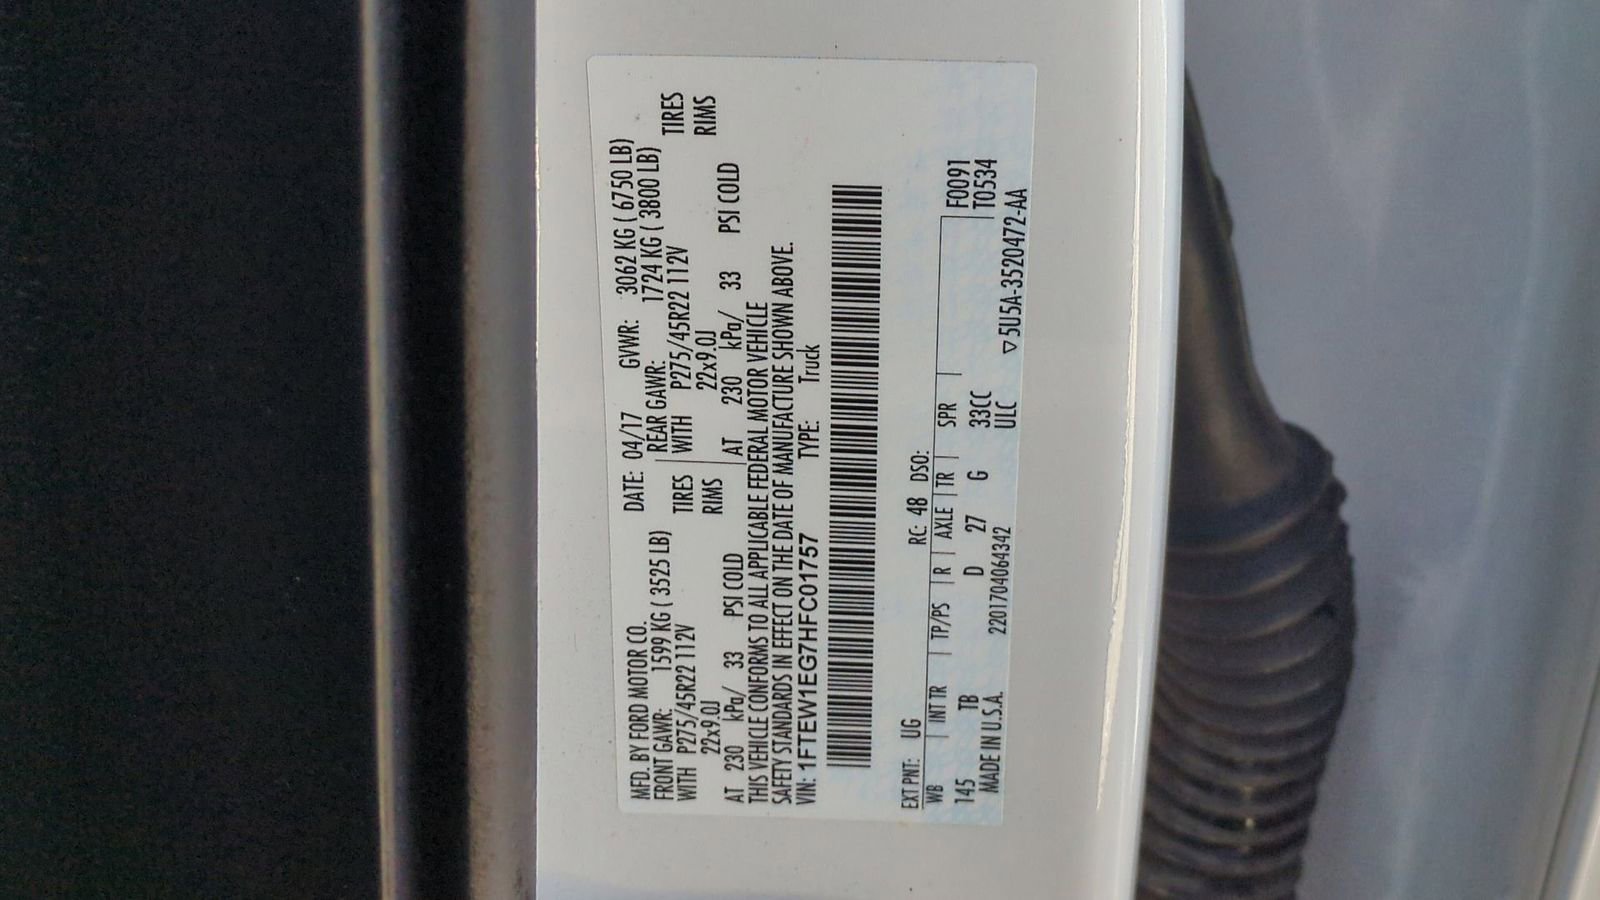 MFD. BY FORD MOTOR CO. DATE: 04/17 GVWR: 3062 KG ( 6750 LB)
FRONT GAWR: 1599 KG ( 3525 LB) REAR GAWR: 1724 KG ( 3800 LB)
WITH P275/45R22 112V TIRES WITH P275/45R22 112V TIRES
22x9.0J RIMS 22x9.0J RIMS
AT 230 kPa/ 33 PSI COLD AT 230 kPa/ 33 PSI COLD
THIS VEHICLE CONFORMS TO ALL APPLICABLE FEDERAL MOTOR VEHICLE
SAFETY STANDARDS IN EFFECT ON THE DATE OF MANUFACTURE SHOWN ABOVE.
VIN: 1FTEW1EG7HFC01757 TYPE: Truck
EXT PNT: UG RC: 48 DSO:
WB INT TR TP/PS R AXLE TR SPR F0091
145 TB D 27 G 33CC T0534
MADE IN U.S.A. 2201704064342 ULC ▽5U5A-3520472-AA